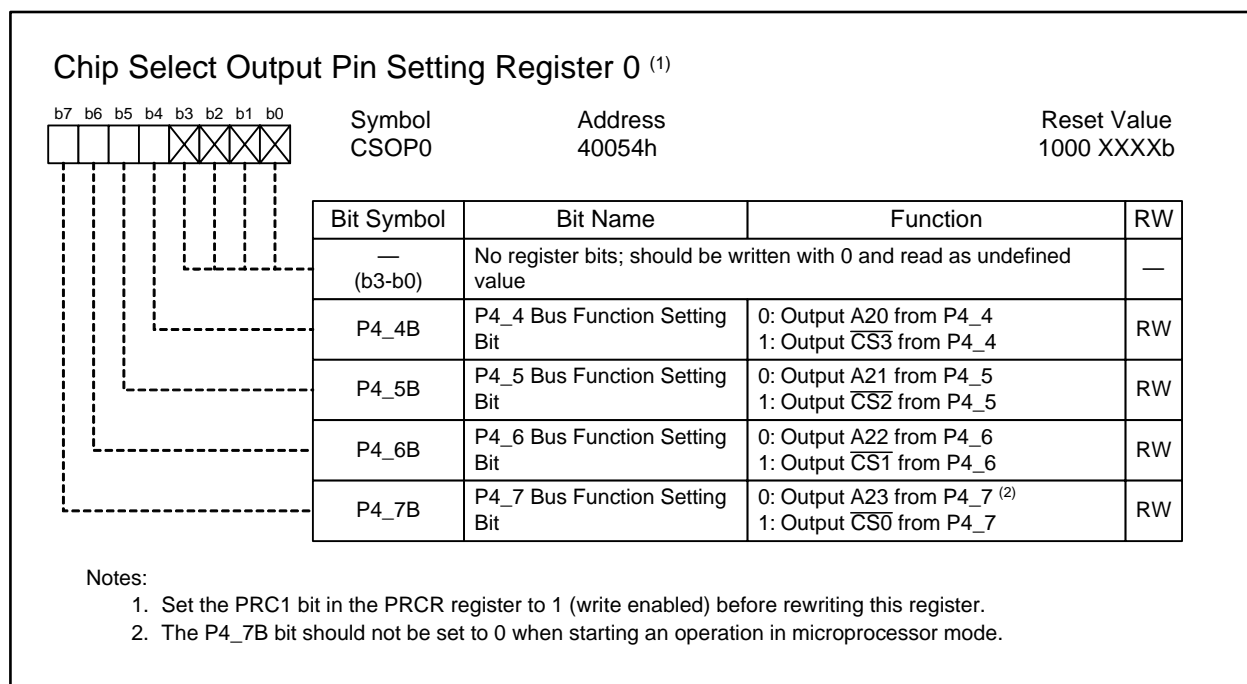 Chip Select Output Pin Setting Register 0 (1)
b7 b6 b5 b4 b3 b2 b1 b0
Symbol Address Reset Value
CSOP0 40054h 1000 XXXXb
Bit Symbol Bit Name Function RW
—
(b3-b0)
No register bits; should be written with 0 and read as undefined
value
—
P4_4B
P4_4 Bus Function Setting
Bit
0: Output A20 from P4_4
1: Output C̅S̅3̅ from P4_4
RW
P4_5B
P4_5 Bus Function Setting
Bit
0: Output A21 from P4_5
1: Output C̅S̅2̅ from P4_5
RW
P4_6B
P4_6 Bus Function Setting
Bit
0: Output A22 from P4_6
1: Output C̅S̅1̅ from P4_6
RW
P4_7B
P4_7 Bus Function Setting
Bit
0: Output A23 from P4_7 (2)
1: Output C̅S̅0̅ from P4_7
RW
Notes:
1. Set the PRC1 bit in the PRCR register to 1 (write enabled) before rewriting this register.
2. The P4_7B bit should not be set to 0 when starting an operation in microprocessor mode.